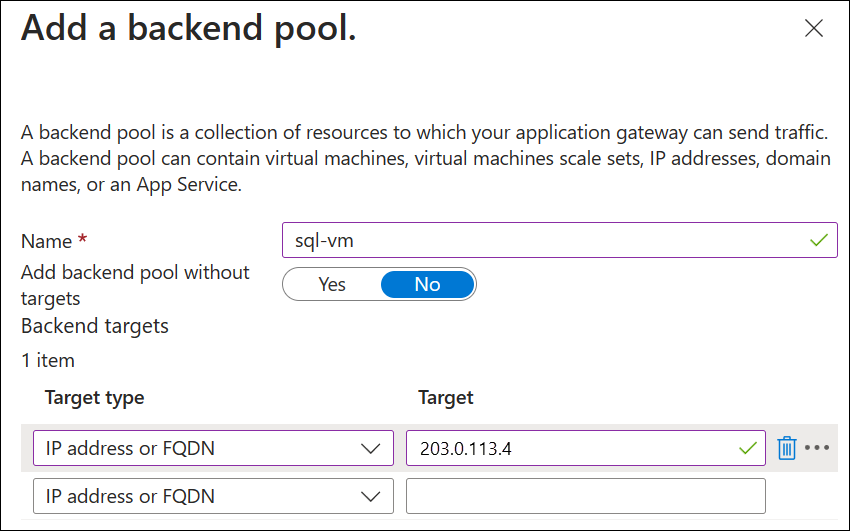 Add a backend pool.
A backend pool is a collection of resources to which your application gateway can send traffic.
A backend pool can contain virtual machines, virtual machines scale sets, IP addresses, domain
names, or an App Service.
Name * sql-vm
Add backend pool without
targets
Yes No
Backend targets
1 item
Target type Target
IP address or FQDN 203.0.113.4
IP address or FQDN